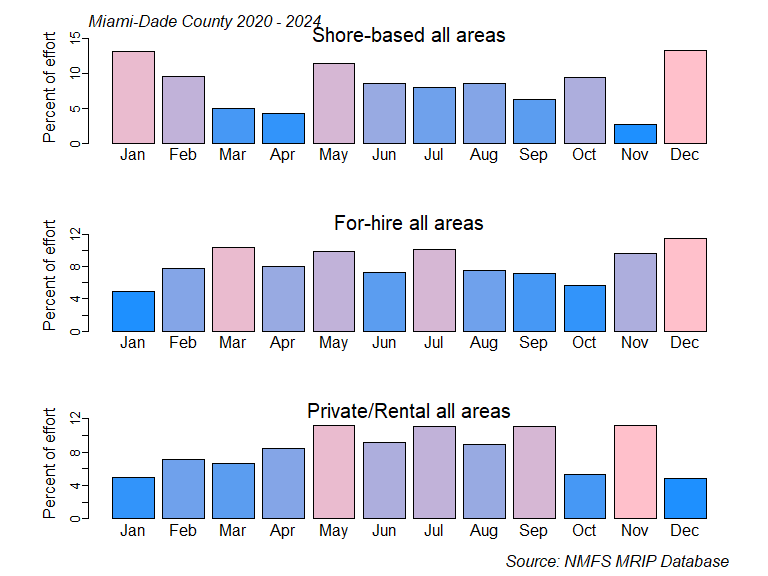 Miami-Dade County 2020 - 2024
Shore-based all areas
Percent of effort
15
10
5
0
Jan Feb Mar Apr May Jun Jul Aug Sep Oct Nov Dec
For-hire all areas
Percent of effort
12
8
4
0
Jan Feb Mar Apr May Jun Jul Aug Sep Oct Nov Dec
Private/Rental all areas
Percent of effort
12
8
4
0
Jan Feb Mar Apr May Jun Jul Aug Sep Oct Nov Dec
Source: NMFS MRIP Database